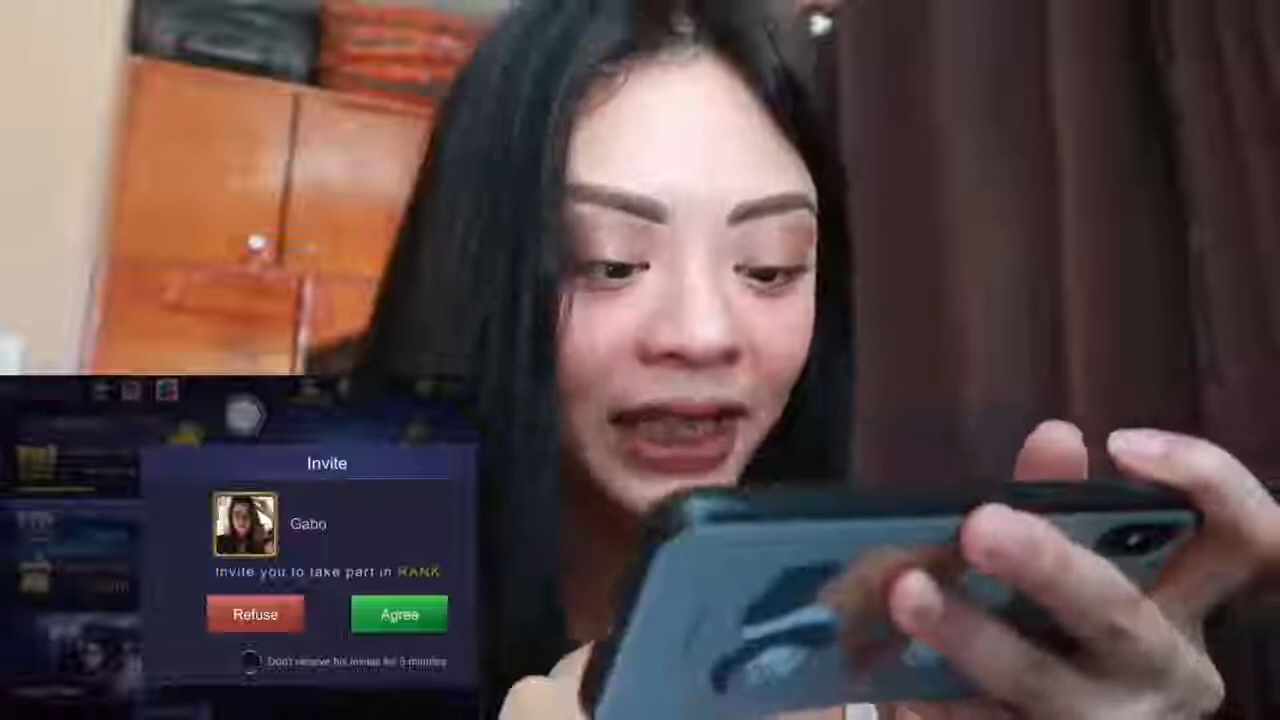 Invite
Gabo
Invite you to take part in RANK
Refuse
Agree
Don't receive his invites for 5 minutes